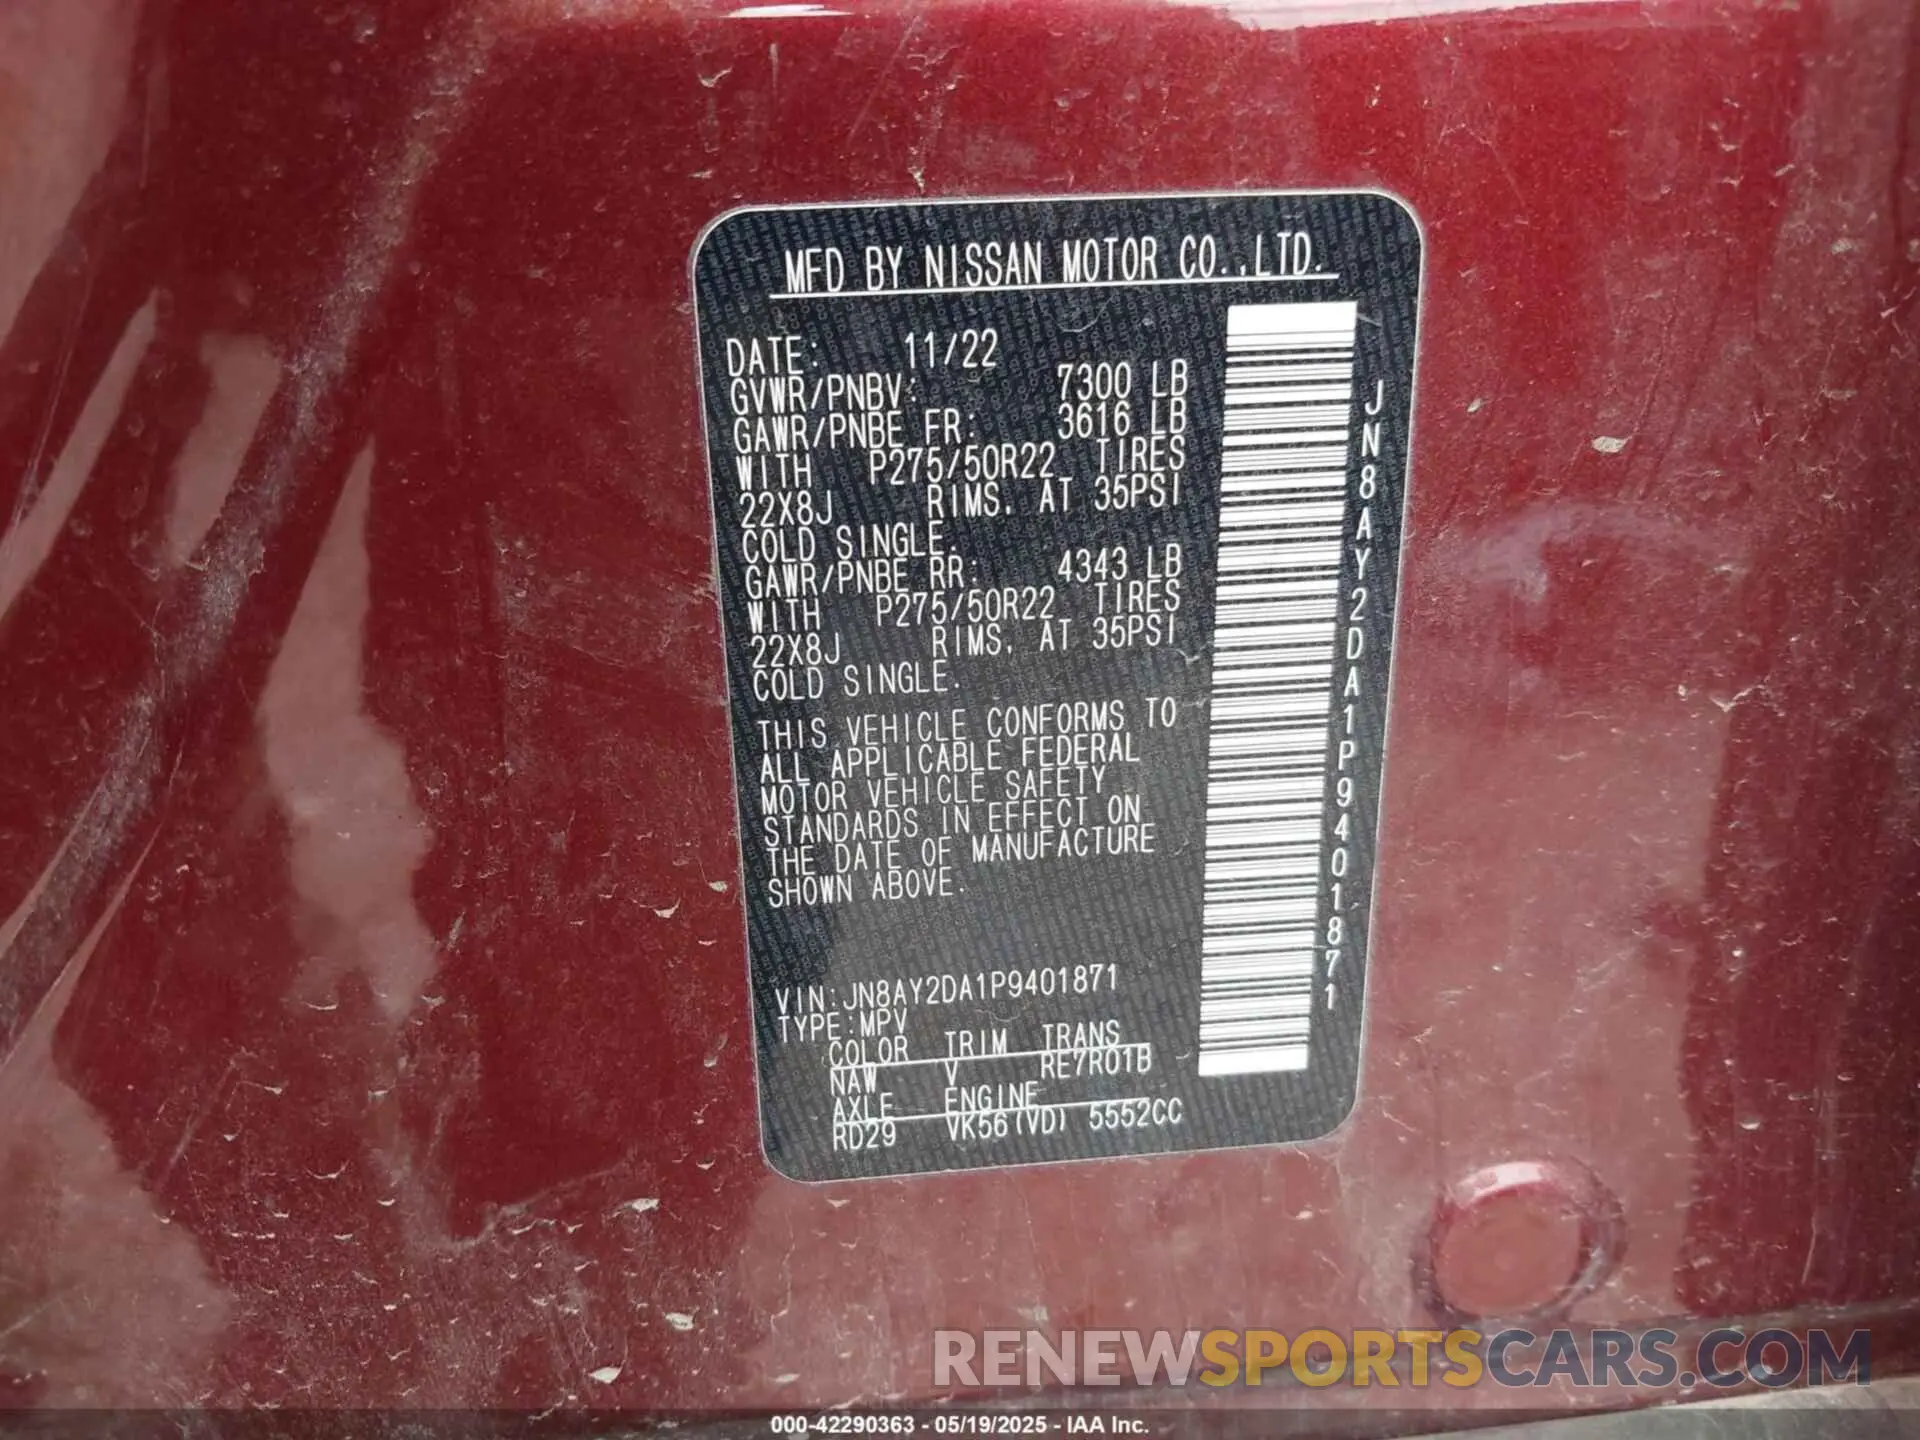 MFD BY NISSAN MOTOR CO.,LTD.
DATE: 11/22
GVWR/PNBV: 7300 LB
GAWR/PNBE FR: 3616 LB
WITH P275/50R22 TIRES
22X8J RIMS. AT 35PSI
COLD SINGLE.
GAWR/PNBE RR: 4343 LB
WITH P275/50R22 TIRES
22X8J RIMS. AT 35PSI
COLD SINGLE.
THIS VEHICLE CONFORMS TO
ALL APPLICABLE FEDERAL
MOTOR VEHICLE SAFETY
STANDARDS IN EFFECT ON
THE DATE OF MANUFACTURE
SHOWN ABOVE.
VIN:JN8AY2DA1P9401871
TYPE:MPV
COLOR TRIM TRANS
NAW V RE7R01B
AXLE ENGINE
RD29 VK56(VD) 5552CC
JN8AY2DA1P9401871
RENEWSPORTSCARS.COM
000-42290363 - 05/19/2025 - IAA Inc.